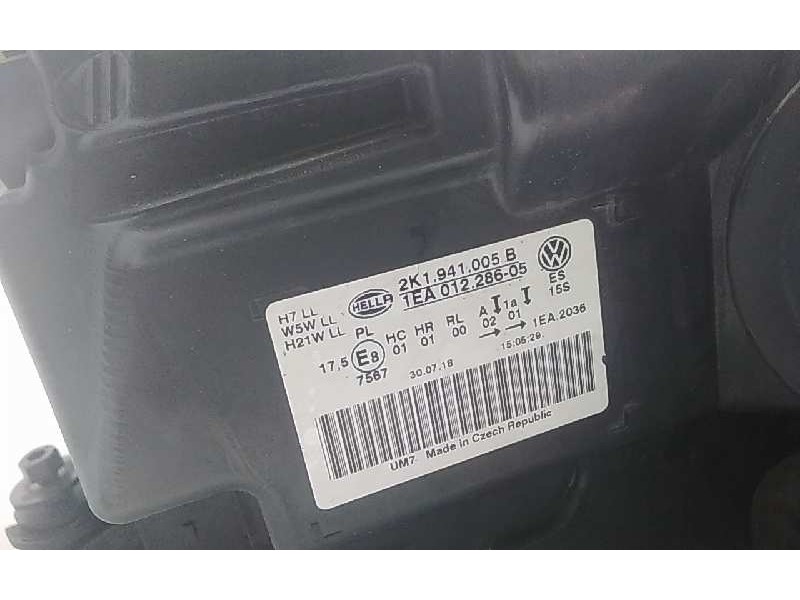 HELLA
2K1.941.005 B
1EA 012.286-05
VW
ES
15S
H7 LL
W5W LL
H21W LL
PL HC HR RL A 1a
17,5 E8 01 01 00 02 01 1EA.2036
7567
30.07.18
15:05:29
UM7 Made in Czech Republic